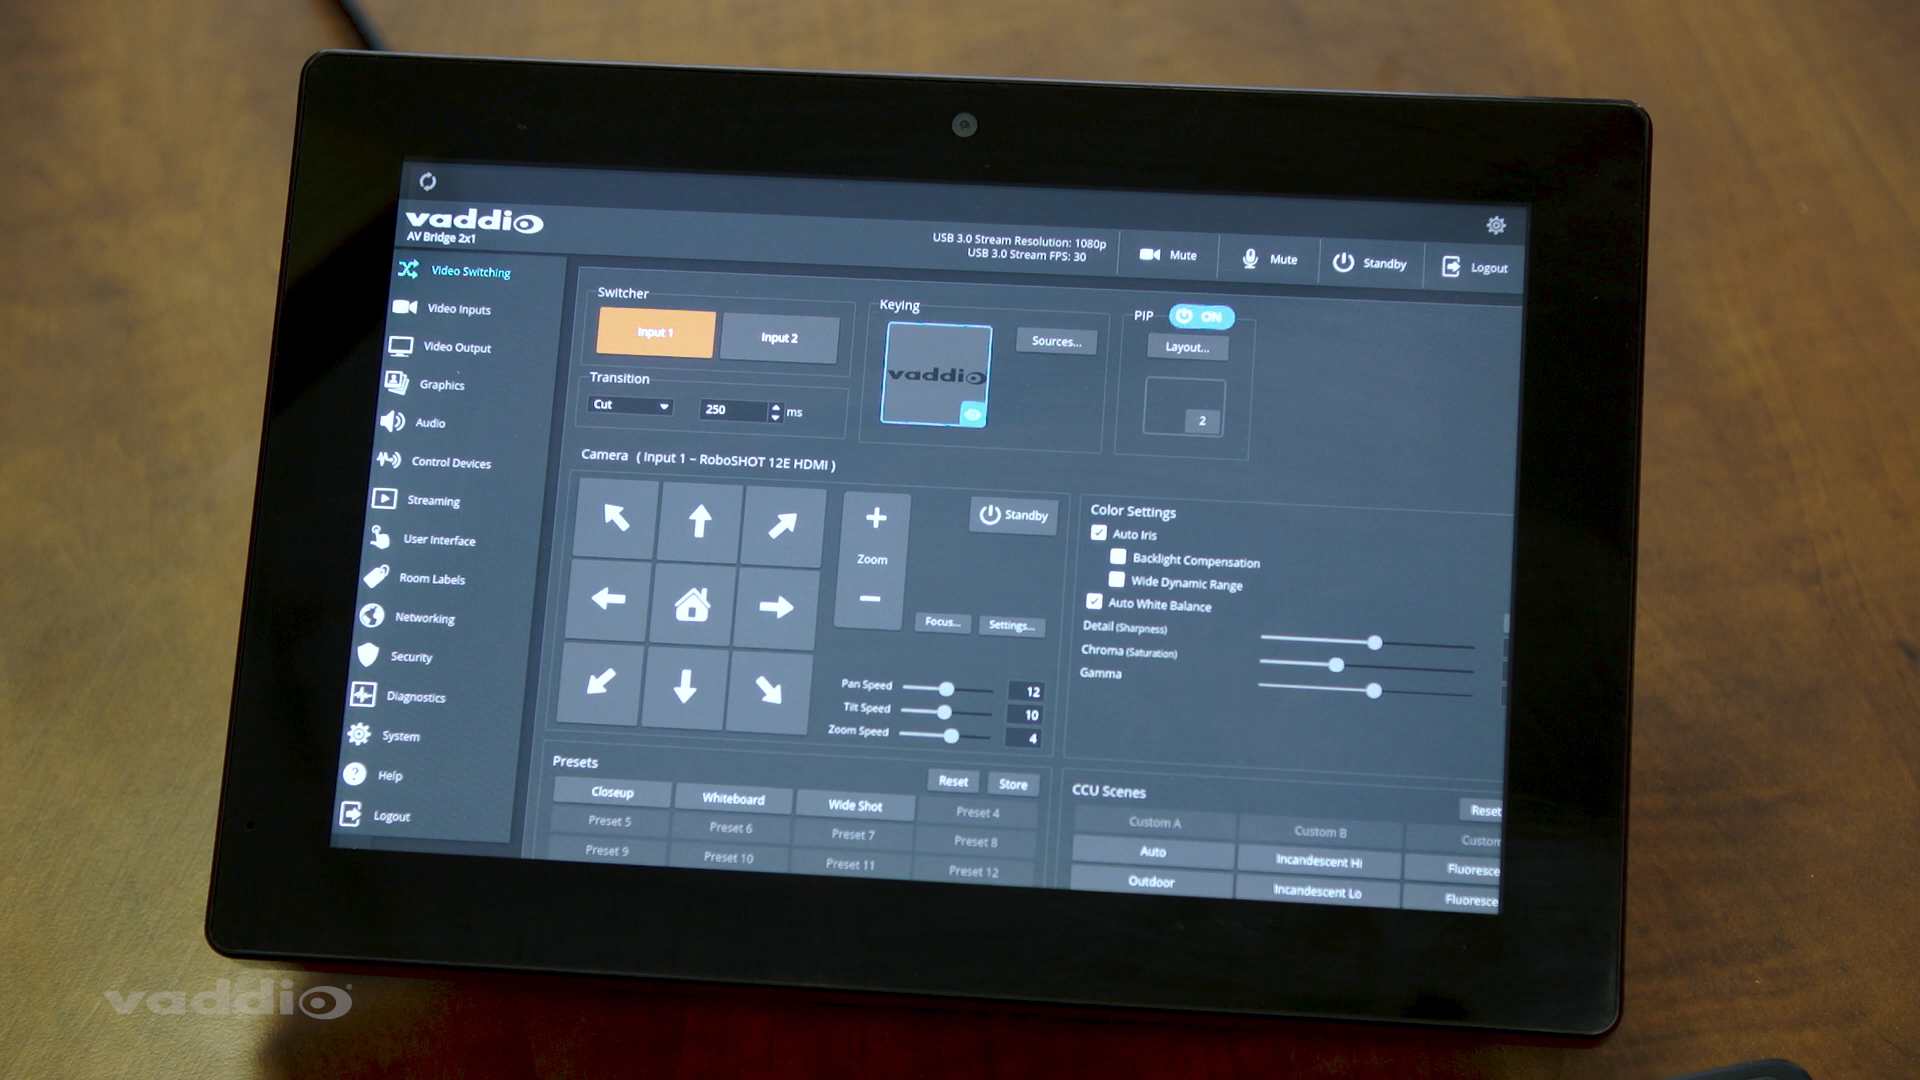 vaddio
AV Bridge 2x1
USB 3.0 Stream Resolution: 1080p
USB 3.0 Stream FPS: 30
Mute
Mute
Standby
Logout
Video Switching
Video Inputs
Video Output
Graphics
Audio
Control Devices
Streaming
User Interface
Room Labels
Networking
Security
Diagnostics
System
Help
Logout
Switcher
Input 1
Input 2
Transition
Cut
250
ms
Keying
vaddio
Sources...
PIP
ON
Layout...
2
Camera ( Input 1 – RoboSHOT 12E HDMI )
Zoom
Standby
Focus...
Settings...
Pan Speed
12
Tilt Speed
10
Zoom Speed
4
Color Settings
Auto Iris
Backlight Compensation
Wide Dynamic Range
Auto White Balance
Detail (Sharpness)
Chroma (Saturation)
Gamma
Presets
Reset
Store
Closeup
Whiteboard
Wide Shot
Preset 4
Preset 5
Preset 6
Preset 7
Preset 8
Preset 9
Preset 10
Preset 11
Preset 12
CCU Scenes
Reset
Custom A
Custom B
Custom
Auto
Incandescent Hi
Fluoresce
Outdoor
Incandescent Lo
Fluoresce
vaddio